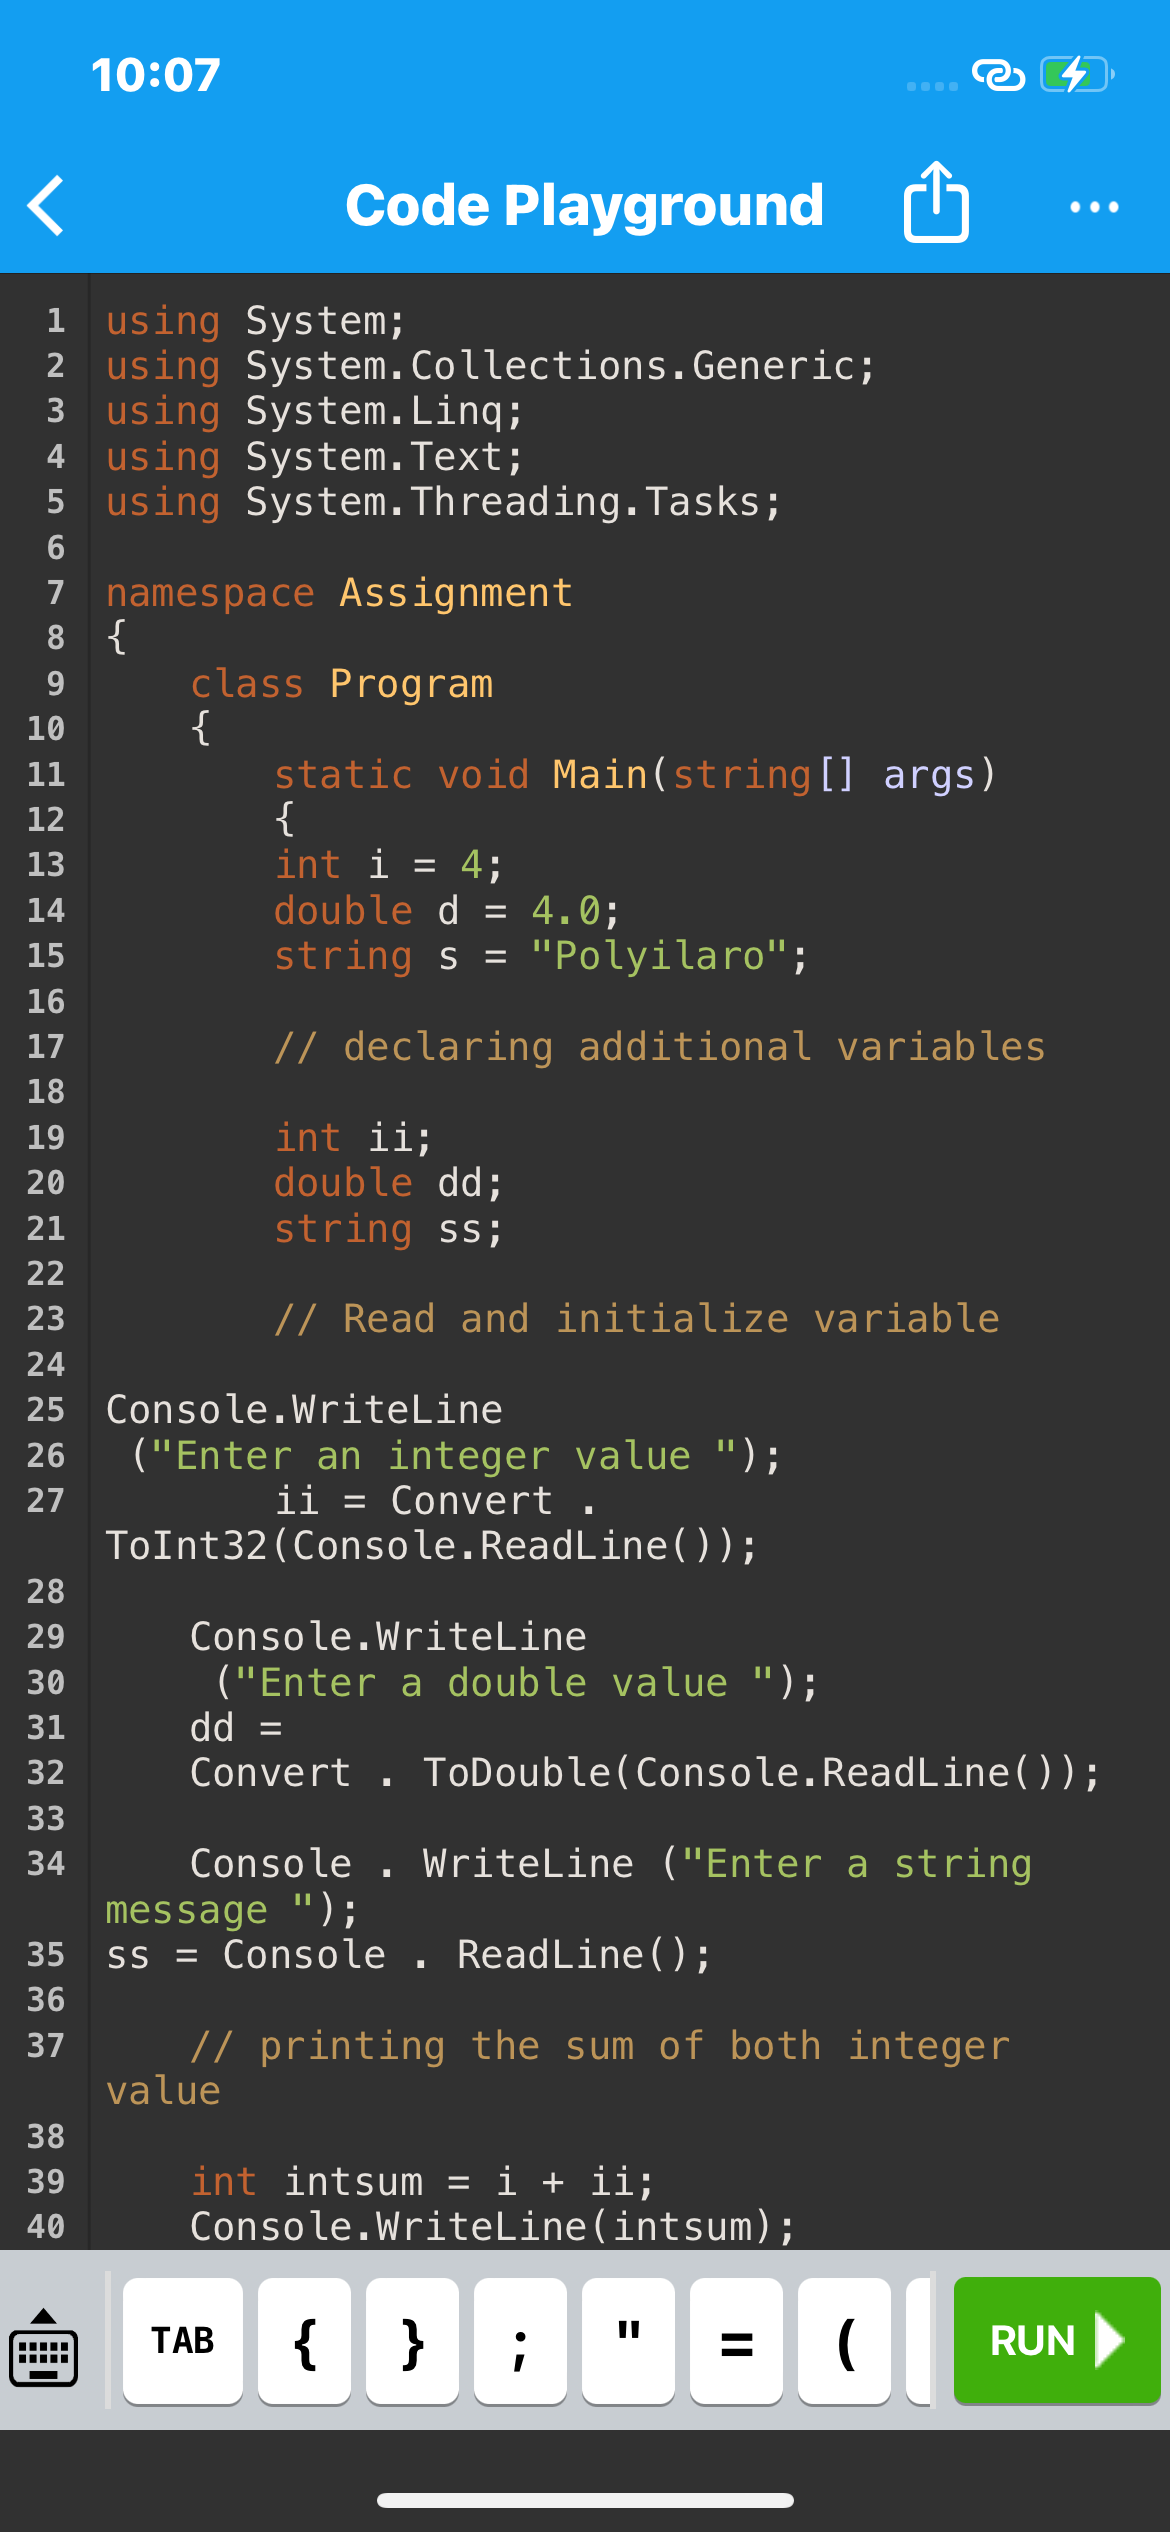 10:07
Code Playground
1 using System;
2 using System.Collections.Generic;
3 using System.Linq;
4 using System.Text;
5 using System.Threading.Tasks;
6
7 namespace Assignment
8 {
9 class Program
10 {
11 static void Main(string[] args)
12 {
13 int i = 4;
14 double d = 4.0;
15 string s = "Polyilaro";
16
17 // declaring additional variables
18
19 int ii;
20 double dd;
21 string ss;
22
23 // Read and initialize variable
24
25 Console.WriteLine
26 ("Enter an integer value ");
27 ii = Convert .
ToInt32(Console.ReadLine());
28
29 Console.WriteLine
30 ("Enter a double value ");
31 dd =
32 Convert . ToDouble(Console.ReadLine());
33
34 Console . WriteLine ("Enter a string
message ");
35 ss = Console . ReadLine();
36
37 // printing the sum of both integer
value
38
39 int intsum = i + ii;
40 Console.WriteLine(intsum);
TAB { } ; " = ( RUN